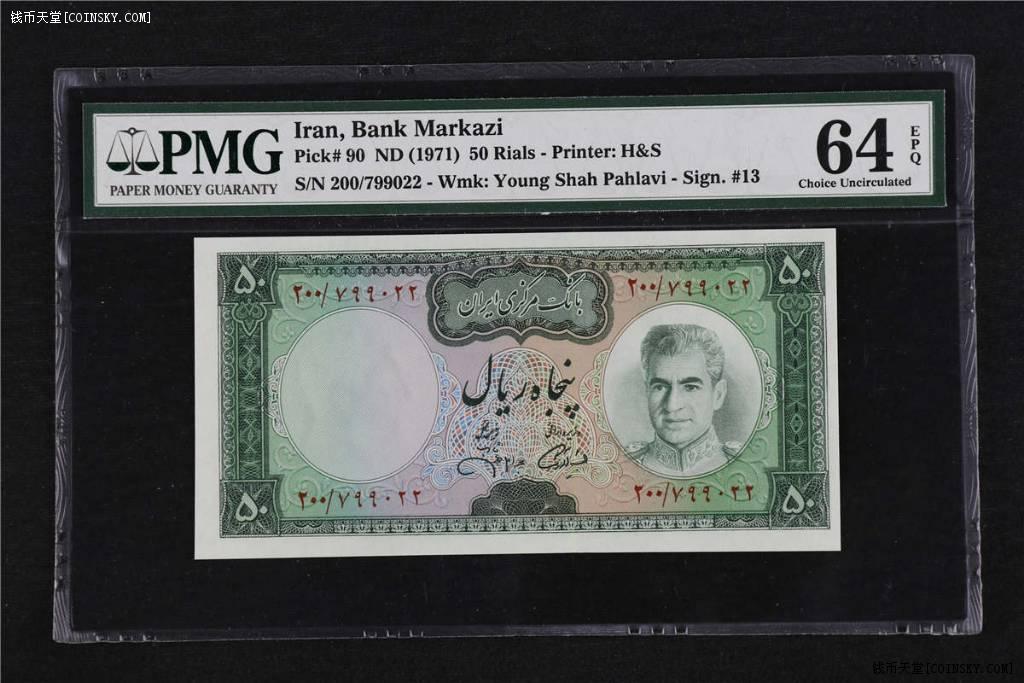 钱币天堂[COINSKY.COM]
PMG
PAPER MONEY GUARANTY
Iran, Bank Markazi
Pick# 90 ND (1971) 50 Rials - Printer: H&S
S/N 200/799022 - Wmk: Young Shah Pahlavi - Sign. #13
64 EPQ
Choice Uncirculated
۵۰ ۵۰
۲۰۰/۷۹۹۰۲۲ ۲۰۰/۷۹۹۰۲۲
بانک مرکزی ایران
پنجاه ریال
۲۰۰/۷۹۹۰۲۲ ۲۰۰/۷۹۹۰۲۲
۵۰ ۵۰
钱币天堂[COINSKY.COM]